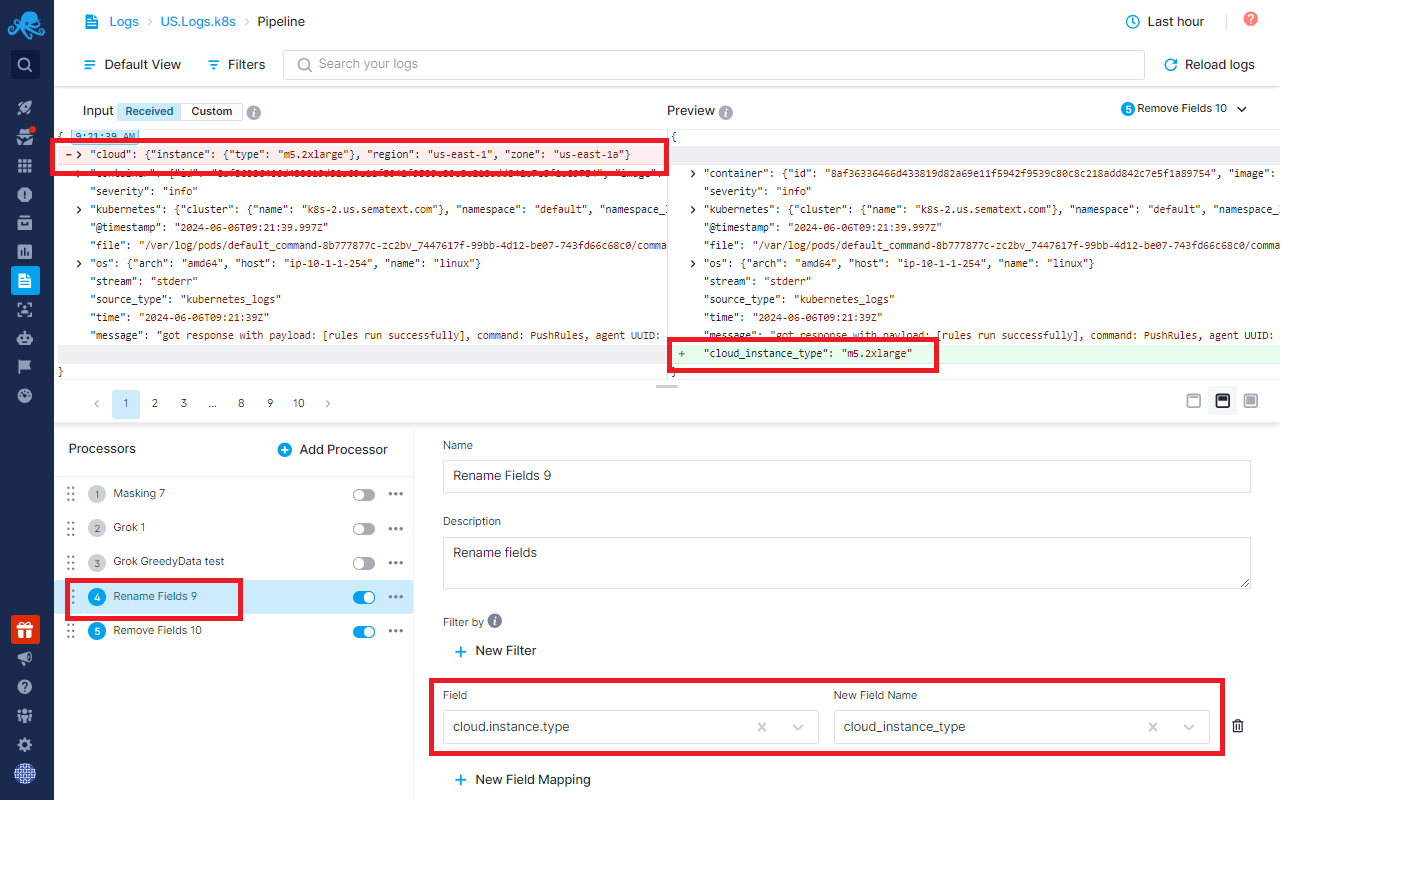 Logs > US.Logs.k8s > Pipeline
Last hour
Default View
Filters
Search your logs
Reload logs
Input Received Custom
Preview
5 Remove Fields 10
{ 9:21:39 AM
− > "cloud": {"instance": {"type": "m5.2xlarge"}, "region": "us-east-1", "zone": "us-east-1a"}
"severity": "info"
> "kubernetes": {"cluster": {"name": "k8s-2.us.sematext.com"}, "namespace": "default", "namespace_
"@timestamp": "2024-06-06T09:21:39.997Z"
"file": "/var/log/pods/default_command-8b777877c-zc2bv_7447617f-99bb-4d12-be07-743fd66c68c0/comma
> "os": {"arch": "amd64", "host": "ip-10-1-1-254", "name": "linux"}
"stream": "stderr"
"source_type": "kubernetes_logs"
"time": "2024-06-06T09:21:39Z"
"message": "got response with payload: [rules run successfully], command: PushRules, agent UUID:
}
{
> "container": {"id": "8af36336466d433819d82a69e11f5942f9539c80c8c218add842c7e5f1a89754", "image":
"severity": "info"
> "kubernetes": {"cluster": {"name": "k8s-2.us.sematext.com"}, "namespace": "default", "namespace_
"@timestamp": "2024-06-06T09:21:39.997Z"
"file": "/var/log/pods/default_command-8b777877c-zc2bv_7447617f-99bb-4d12-be07-743fd66c68c0/comma
> "os": {"arch": "amd64", "host": "ip-10-1-1-254", "name": "linux"}
"stream": "stderr"
"source_type": "kubernetes_logs"
"time": "2024-06-06T09:21:39Z"
"message": "got response with payload: [rules run successfully], command: PushRules, agent UUID:
+ "cloud_instance_type": "m5.2xlarge"
}
< 1 2 3 ... 8 9 10 >
Processors
Add Processor
1 Masking 7
2 Grok 1
3 Grok GreedyData test
4 Rename Fields 9
5 Remove Fields 10
Name
Rename Fields 9
Description
Rename fields
Filter by
+ New Filter
Field
New Field Name
cloud.instance.type
cloud_instance_type
+ New Field Mapping